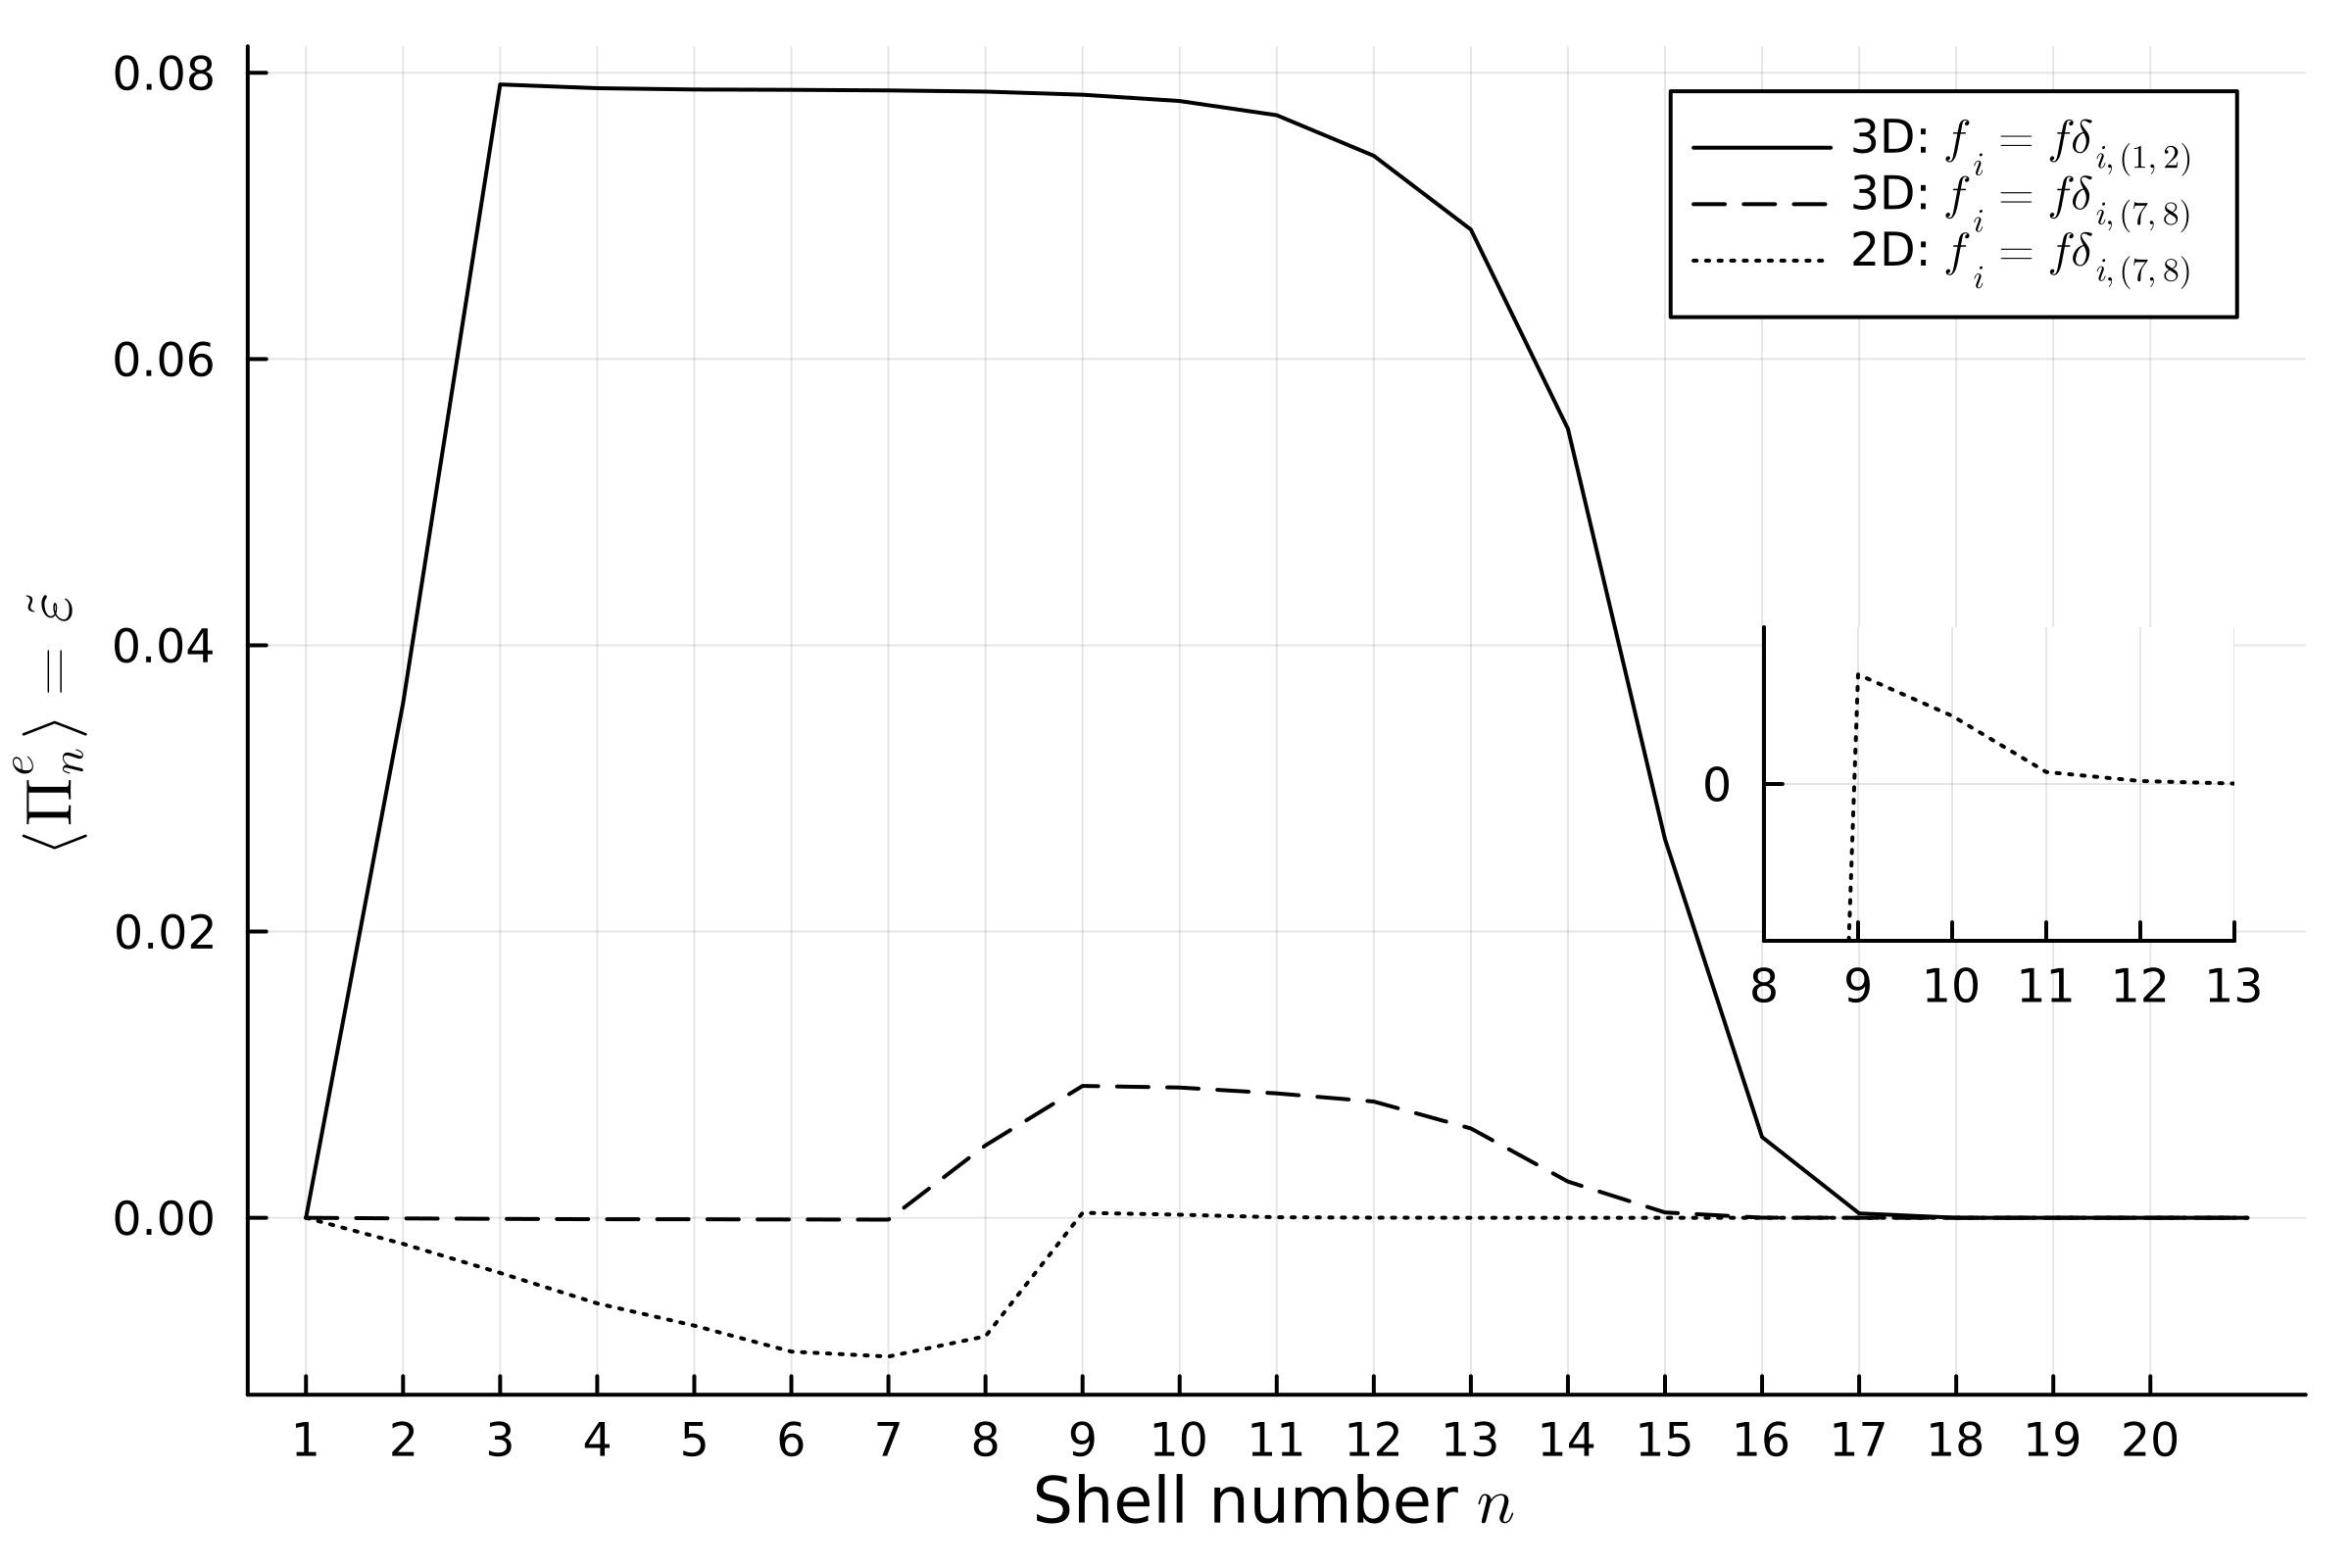 0.08
0.06
0.04
0.02
0.00
⟨Πₙᵉ⟩ = ε̃
3D: f_i = fδ_{i,(1,2)}
3D: f_i = fδ_{i,(7,8)}
2D: f_i = fδ_{i,(7,8)}
0
8 9 10 11 12 13
1 2 3 4 5 6 7 8 9 10 11 12 13 14 15 16 17 18 19 20
Shell number n